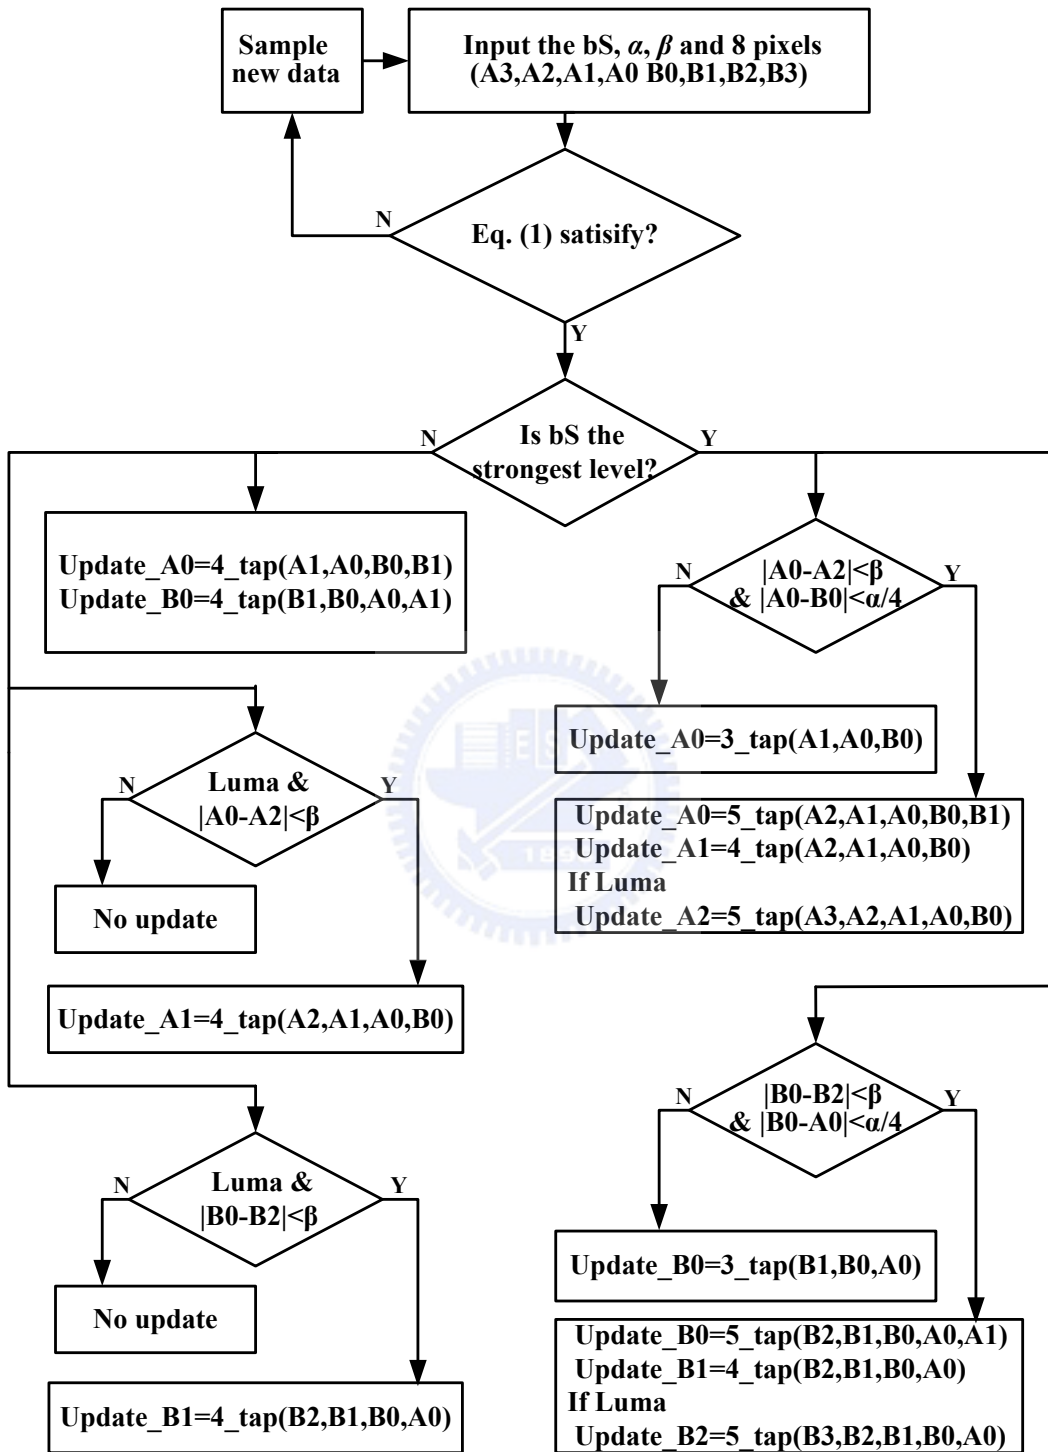 Sample
new data
Input the bS, α, β and 8 pixels
(A3,A2,A1,A0 B0,B1,B2,B3)
N
Eq. (1) satisify?
Y
N
Is bS the
strongest level?
Y
Update_A0=4_tap(A1,A0,B0,B1)
Update_B0=4_tap(B1,B0,A0,A1)
N
|A0-A2|<β
& |A0-B0|<α/4
Y
Update_A0=3_tap(A1,A0,B0)
N
Luma &
|A0-A2|<β
Y
Update_A0=5_tap(A2,A1,A0,B0,B1)
Update_A1=4_tap(A2,A1,A0,B0)
If Luma
Update_A2=5_tap(A3,A2,A1,A0,B0)
No update
Update_A1=4_tap(A2,A1,A0,B0)
N
|B0-B2|<β
& |B0-A0|<α/4
Y
N
Luma &
|B0-B2|<β
Y
Update_B0=3_tap(B1,B0,A0)
No update
Update_B0=5_tap(B2,B1,B0,A0,A1)
Update_B1=4_tap(B2,B1,B0,A0)
If Luma
Update_B2=5_tap(B3,B2,B1,B0,A0)
Update_B1=4_tap(B2,B1,B0,A0)